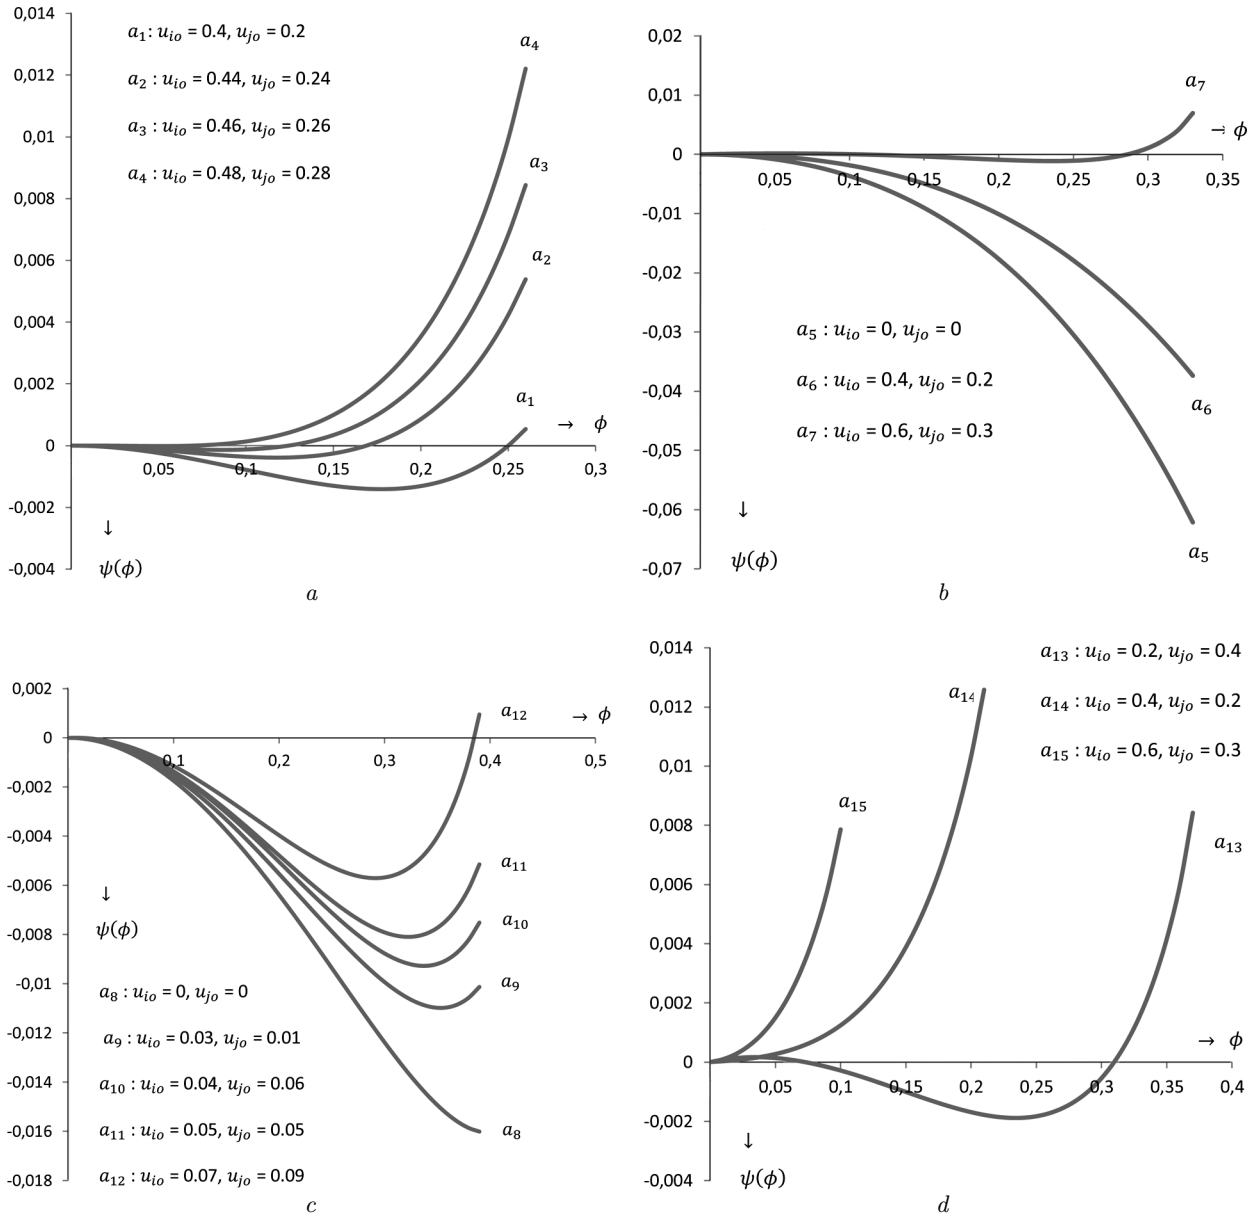 0,014
0,012
0,01
0,008
0,006
0,004
0,002
0
-0,002
-0,004
0,05
0,1
0,15
0,2
0,25
0,3
a₁: uᵢₒ = 0.4, uⱼₒ = 0.2
a₂ : uᵢₒ = 0.44, uⱼₒ = 0.24
a₃ : uᵢₒ = 0.46, uⱼₒ = 0.26
a₄ : uᵢₒ = 0.48, uⱼₒ = 0.28
a₄
a₃
a₂
a₁
→ ϕ
↓
ψ(ϕ)
a
0,02
0,01
0
-0,01
-0,02
-0,03
-0,04
-0,05
-0,06
-0,07
0,05
0,1
0,15
0,2
0,25
0,3
0,35
a₇
→ ϕ
a₅ : uᵢₒ = 0, uⱼₒ = 0
a₆ : uᵢₒ = 0.4, uⱼₒ = 0.2
a₇ : uᵢₒ = 0.6, uⱼₒ = 0.3
a₆
a₅
↓
ψ(ϕ)
b
0,002
0
-0,002
-0,004
-0,006
-0,008
-0,01
-0,012
-0,014
-0,016
-0,018
0,1
0,2
0,3
0,4
0,5
a₁₂
→ ϕ
a₁₁
a₁₀
a₉
a₈
↓
ψ(ϕ)
a₈ : uᵢₒ = 0, uⱼₒ = 0
a₉ : uᵢₒ = 0.03, uⱼₒ = 0.01
a₁₀ : uᵢₒ = 0.04, uⱼₒ = 0.06
a₁₁ : uᵢₒ = 0.05, uⱼₒ = 0.05
a₁₂ : uᵢₒ = 0.07, uⱼₒ = 0.09
c
0,014
0,012
0,01
0,008
0,006
0,004
0,002
0
-0,002
-0,004
0,05
0,1
0,15
0,2
0,25
0,3
0,35
0,4
a₁₃ : uᵢₒ = 0.2, uⱼₒ = 0.4
a₁₄ : uᵢₒ = 0.4, uⱼₒ = 0.2
a₁₅ : uᵢₒ = 0.6, uⱼₒ = 0.3
a₁₄
a₁₅
a₁₃
→ ϕ
↓
ψ(ϕ)
d